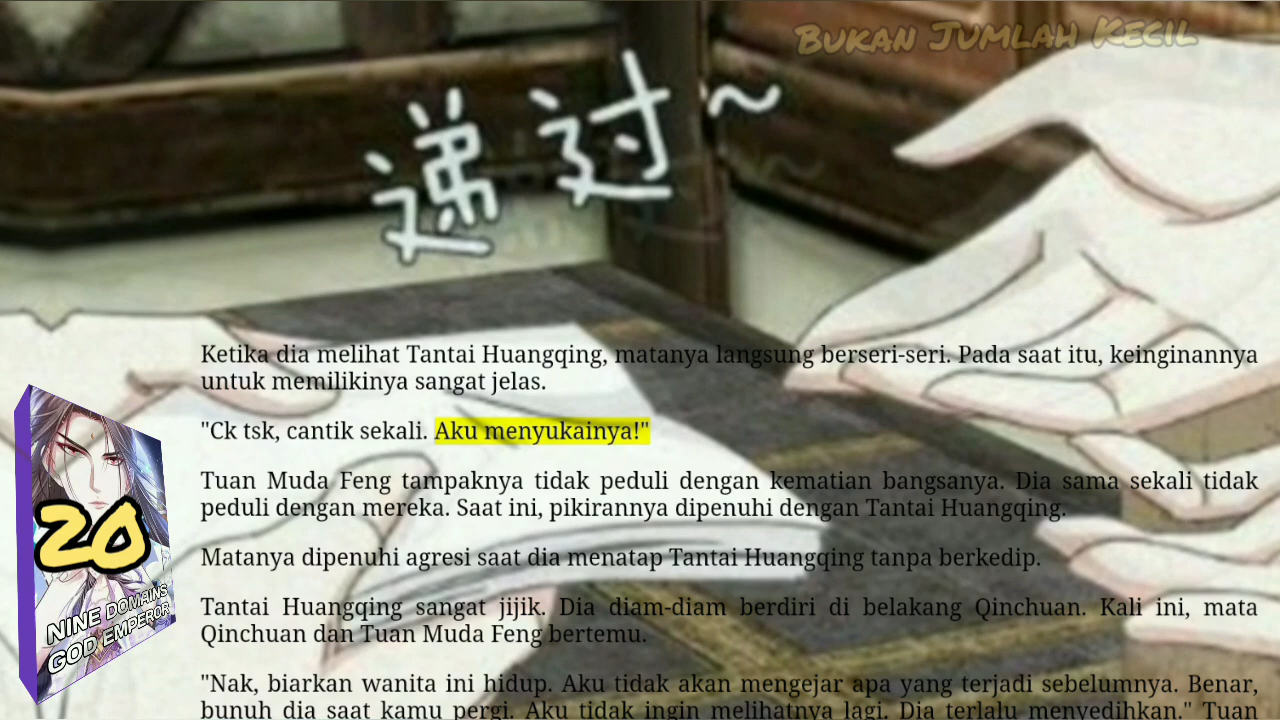 Bukan Jumlah Kecil
递过~
Ketika dia melihat Tantai Huangqing, matanya langsung berseri-seri. Pada saat itu, keinginannya
untuk memilikinya sangat jelas.
"Ck tsk, cantik sekali. Aku menyukainya!"
Tuan Muda Feng tampaknya tidak peduli dengan kematian bangsanya. Dia sama sekali tidak
peduli dengan mereka. Saat ini, pikirannya dipenuhi dengan Tantai Huangqing.
Matanya dipenuhi agresi saat dia menatap Tantai Huangqing tanpa berkedip.
Tantai Huangqing sangat jijik. Dia diam-diam berdiri di belakang Qinchuan. Kali ini, mata
Qinchuan dan Tuan Muda Feng bertemu.
"Nak, biarkan wanita ini hidup. Aku tidak akan mengejar apa yang terjadi sebelumnya. Benar,
bunuh dia saat kamu pergi. Aku tidak ingin melihatnya lagi. Dia terlalu menyedihkan." Tuan
20
NINE DOMAINS
GOD EMPEROR